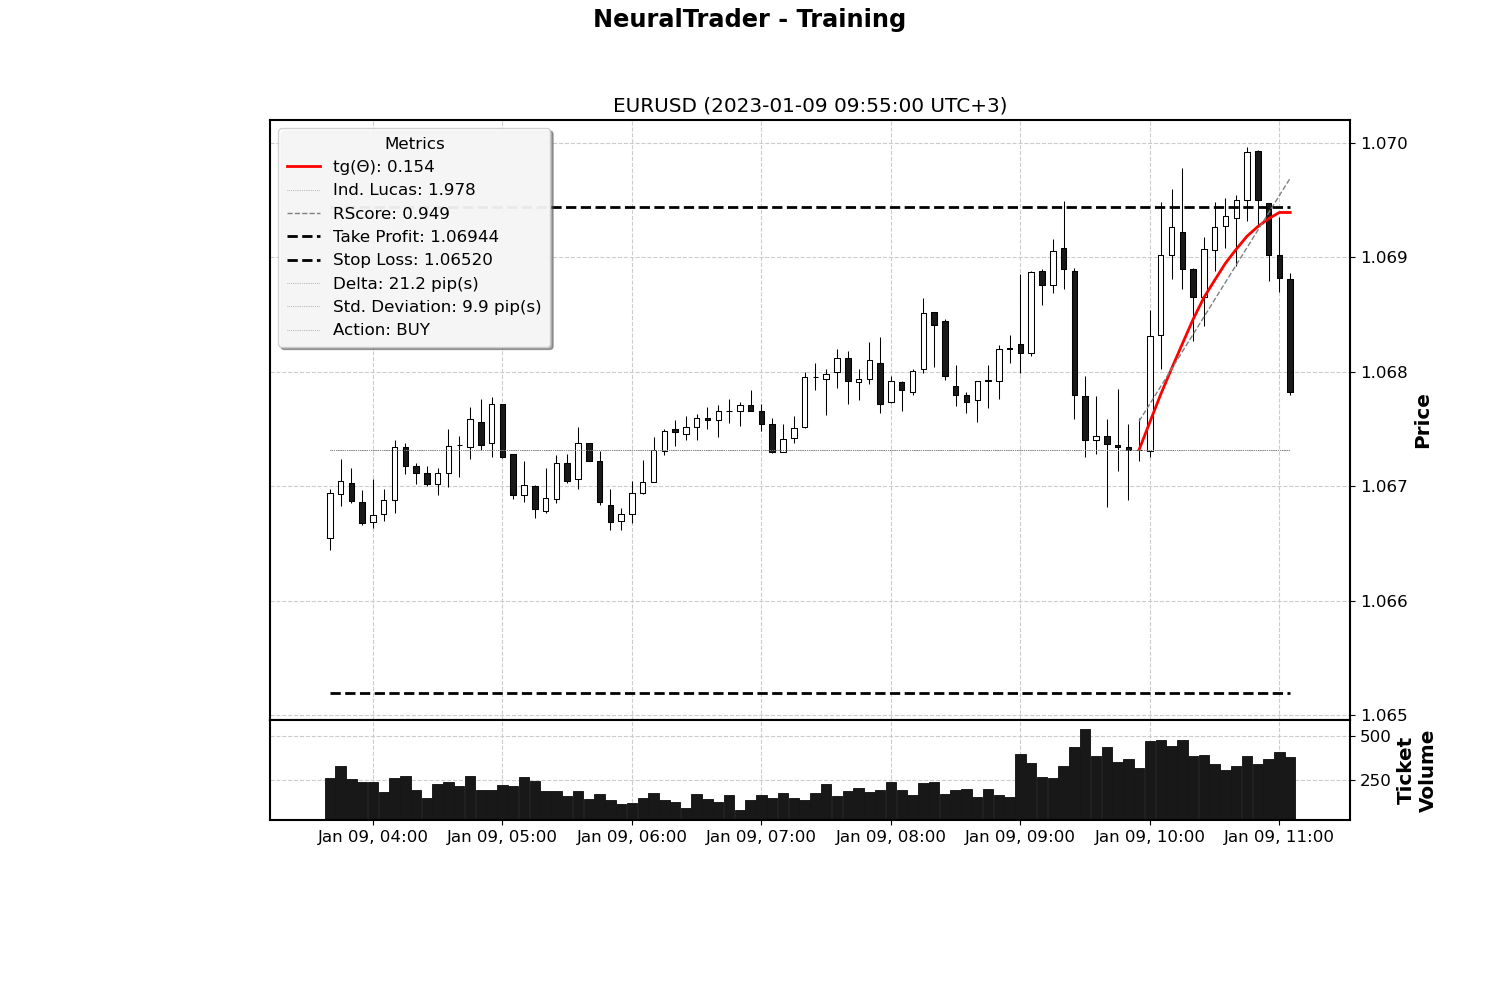 NeuralTrader - Training
EURUSD (2023-01-09 09:55:00 UTC+3)
Metrics
tg(Θ): 0.154
Ind. Lucas: 1.978
RScore: 0.949
Take Profit: 1.06944
Stop Loss: 1.06520
Delta: 21.2 pip(s)
Std. Deviation: 9.9 pip(s)
Action: BUY
1.070
1.069
1.068
1.067
1.066
1.065
Price
500
250
Ticket
Volume
Jan 09, 04:00
Jan 09, 05:00
Jan 09, 06:00
Jan 09, 07:00
Jan 09, 08:00
Jan 09, 09:00
Jan 09, 10:00
Jan 09, 11:00